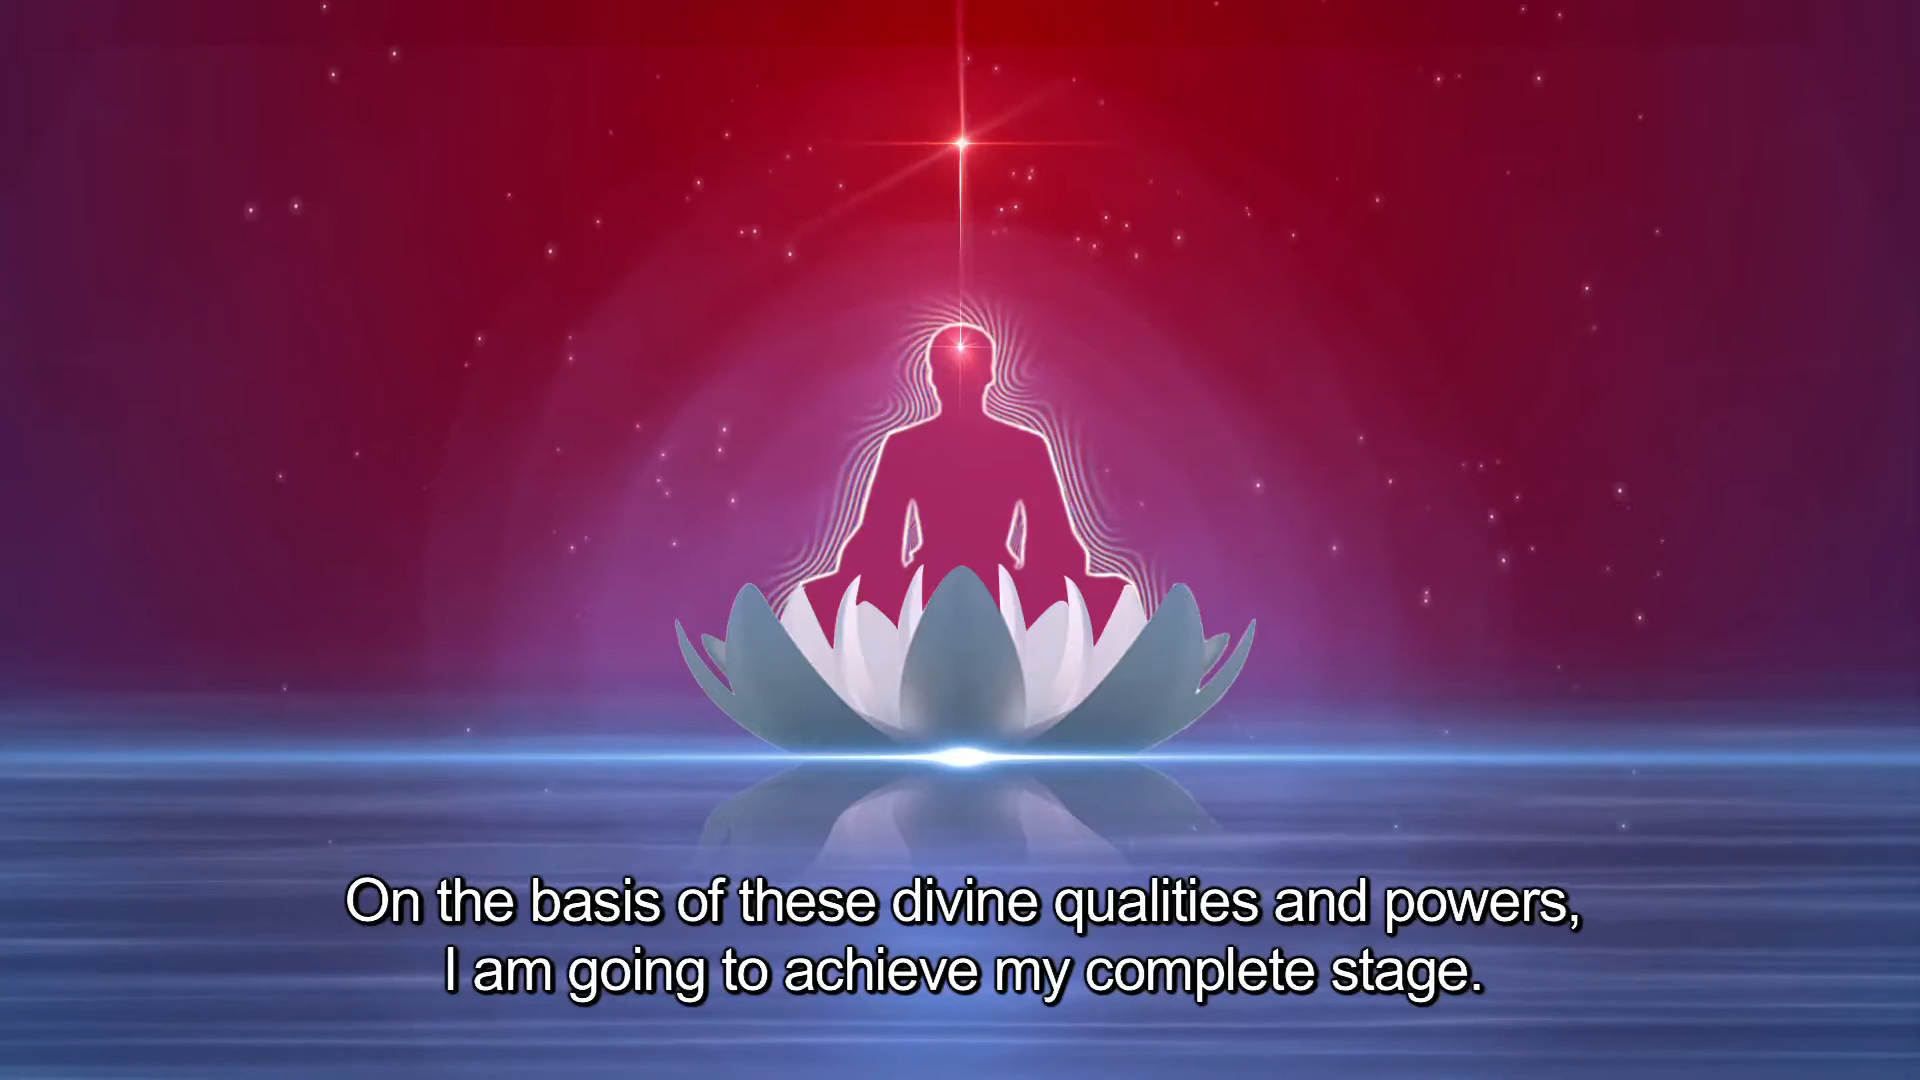 On the basis of these divine qualities and powers,
I am going to achieve my complete stage.